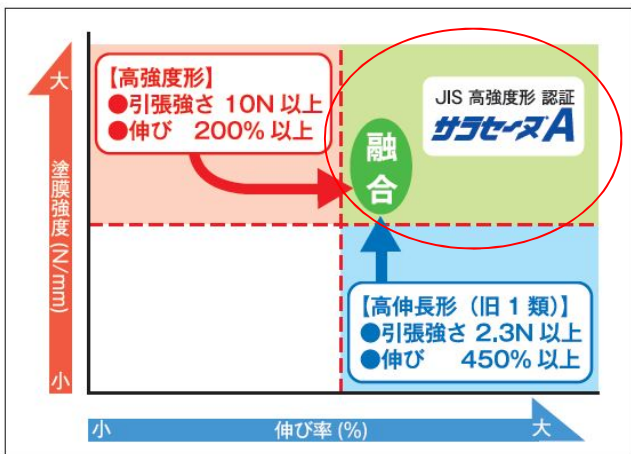 大
塗膜強度(N/mm)
小
【高強度形】
●引張強さ 10N 以上
●伸び 200% 以上
JIS 高強度形 認証
サラセーヌA
融
合
【高伸長形（旧 1 類）】
●引張強さ 2.3N 以上
●伸び 450% 以上
小
伸び率(%)
大